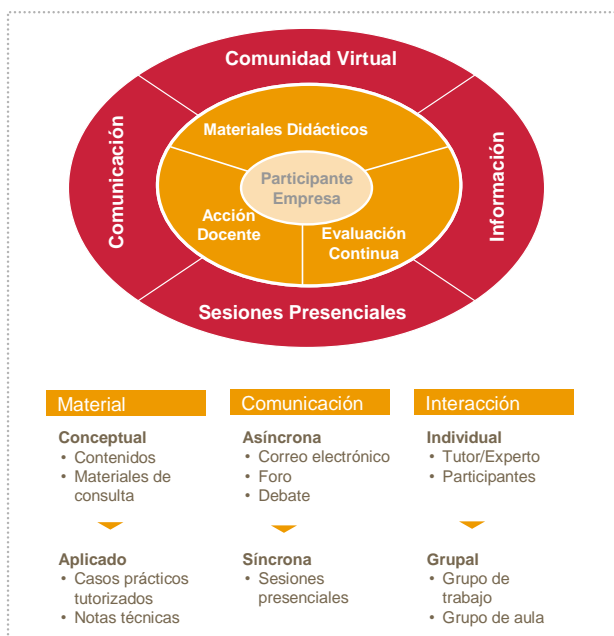 Comunidad Virtual
Comunicación
Información
Materiales Didácticos
Participante
Empresa
Acción
Docente
Evaluación
Continua
Sesiones Presenciales
Material
Conceptual
• Contenidos
• Materiales de
consulta
Aplicado
• Casos prácticos
tutorizados
• Notas técnicas
Comunicación
Asíncrona
• Correo electrónico
• Foro
• Debate
Síncrona
• Sesiones
presenciales
Interacción
Individual
• Tutor/Experto
• Participantes
Grupal
• Grupo de
trabajo
• Grupo de aula